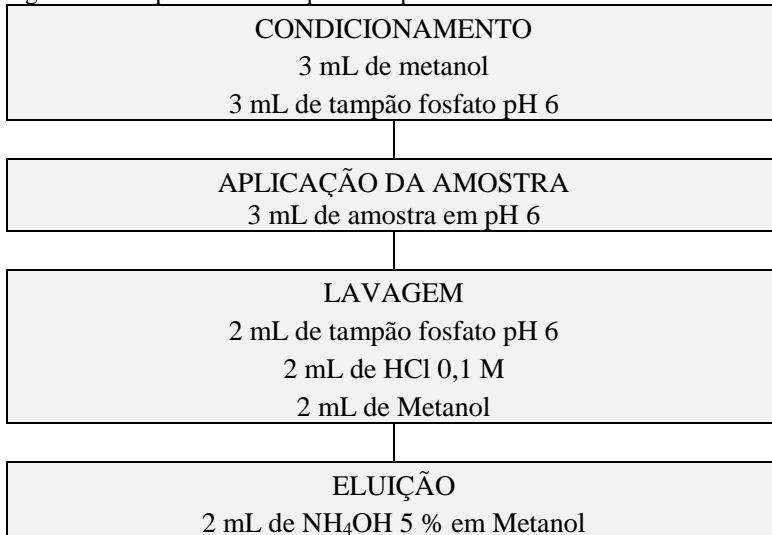 CONDICIONAMENTO
3 mL de metanol
3 mL de tampão fosfato pH 6
APLICAÇÃO DA AMOSTRA
3 mL de amostra em pH 6
LAVAGEM
2 mL de tampão fosfato pH 6
2 mL de HCl 0,1 M
2 mL de Metanol
ELUIÇÃO
2 mL de NH₄OH 5 % em Metanol